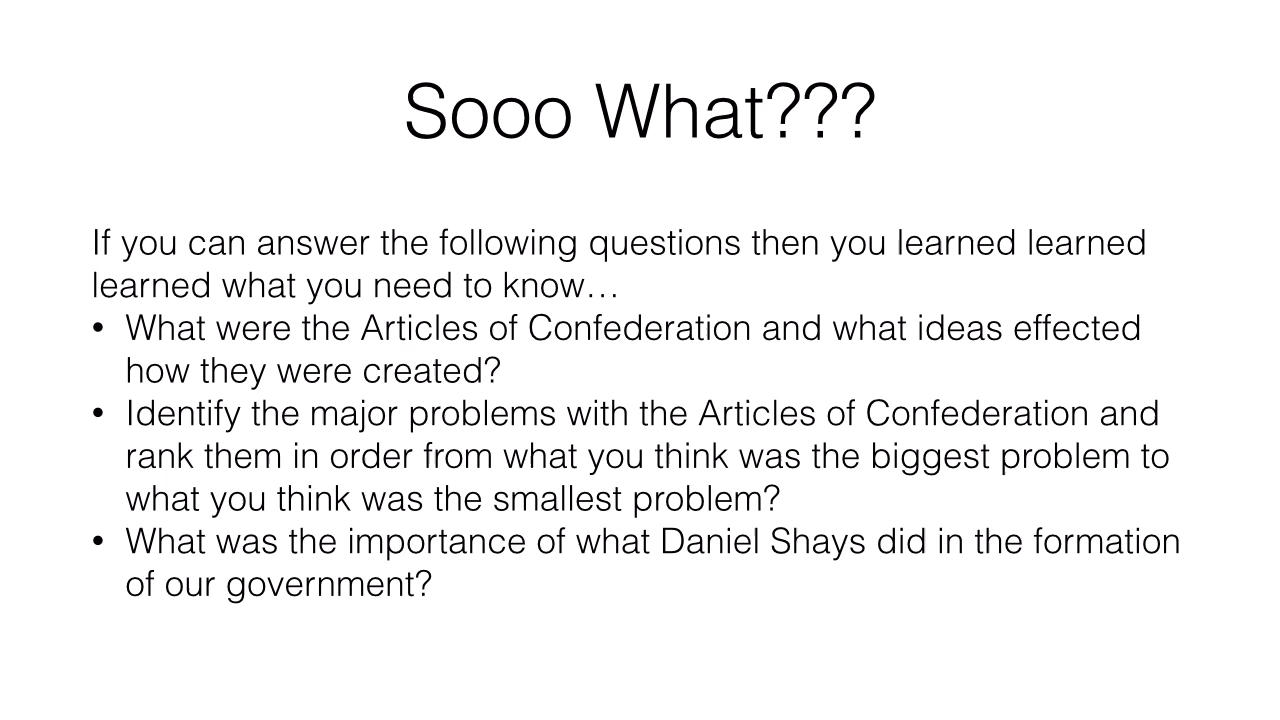 Sooo What???
If you can answer the following questions then you learned learned
learned what you need to know…
• What were the Articles of Confederation and what ideas effected
how they were created?
• Identify the major problems with the Articles of Confederation and
rank them in order from what you think was the biggest problem to
what you think was the smallest problem?
• What was the importance of what Daniel Shays did in the formation
of our government?